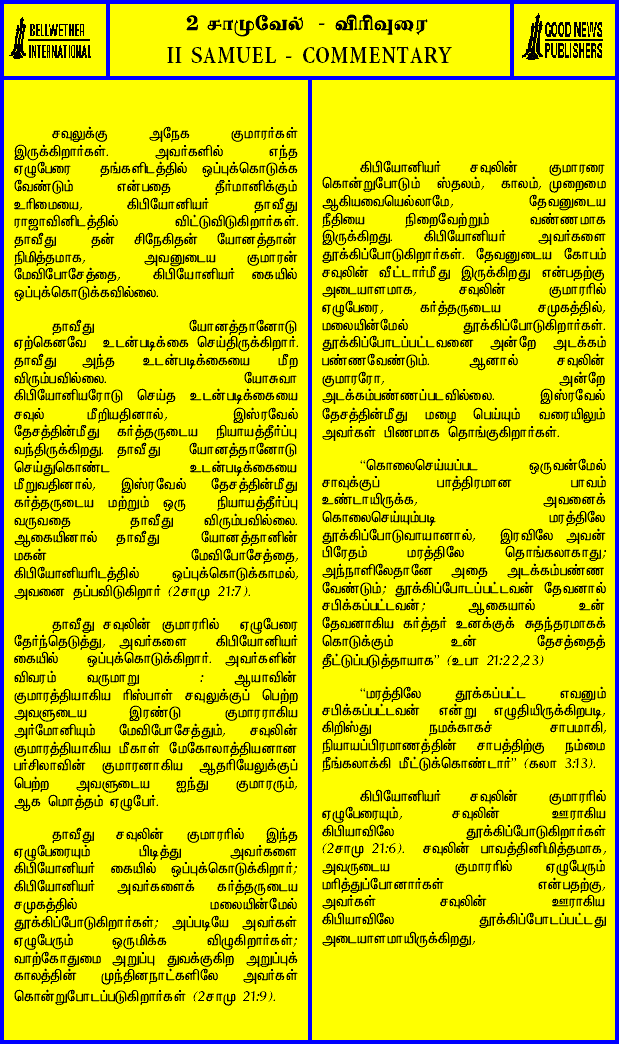 BELLWETHER
INTERNATIONAL
2 சாமுவேல் - விரிவுரை
II SAMUEL - COMMENTARY
GOOD NEWS
PUBLISHERS
சவுலுக்கு அநேக குமாரர்கள்
இருக்கிறார்கள். அவர்களில் எந்த
ஏழுபேரை தங்களிடத்தில் ஒப்புக்கொடுக்க
வேண்டும் என்பதை தீர்மானிக்கும்
உரிமையை, கிபியோனியர் தாவீது
ராஜாவினிடத்தில் விட்டுவிடுகிறார்கள்.
தாவீது தன் சிநேகிதன் யோனத்தான்
நிமித்தமாக, அவனுடைய குமாரன்
மேவிபோசேத்தை, கிபியோனியர் கையில்
ஒப்புக்கொடுக்கவில்லை.
தாவீது யோனத்தானோடு
ஏற்கெனவே உடன்படிக்கை செய்திருக்கிறார்.
தாவீது அந்த உடன்படிக்கையை மீற
விரும்பவில்லை. யோசுவா
கிபியோனியரோடு செய்த உடன்படிக்கையை
சவுல் மீறியதினால், இஸ்ரவேல்
தேசத்தின்மீது கர்த்தருடைய நியாயத்தீர்ப்பு
வந்திருக்கிறது. தாவீது யோனத்தானோடு
செய்துகொண்ட உடன்படிக்கையை
மீறுவதினால், இஸ்ரவேல் தேசத்தின்மீது
கர்த்தருடைய மற்றும் ஒரு நியாயத்தீர்ப்பு
வருவதை தாவீது விரும்பவில்லை.
ஆகையினால் தாவீது யோனத்தானின்
மகன் மேவிபோசேத்தை,
கிபியோனியரிடத்தில் ஒப்புக்கொடுக்காமல்,
அவனை தப்பவிடுகிறார் (2சாமு 21:7).
தாவீது சவுலின் குமாரரில் ஏழுபேரை
தேர்ந்தெடுத்து, அவர்களை கிபியோனியர்
கையில் ஒப்புக்கொடுக்கிறார். அவர்களின்
விவரம் வருமாறு : ஆயாவின்
குமாரத்தியாகிய ரிஸ்பாள் சவுலுக்குப் பெற்ற
அவளுடைய இரண்டு குமாரராகிய
அர்மோனியும் மேவிபோசேத்தும், சவுலின்
குமாரத்தியாகிய மீகாள் மேகோலாத்தியனான
பர்சிலாவின் குமாரனாகிய ஆதரியேலுக்குப்
பெற்ற அவளுடைய ஐந்து குமாரரும்,
ஆக மொத்தம் ஏழுபேர்.
தாவீது சவுலின் குமாரரில் இந்த
ஏழுபேரையும் பிடித்து அவர்களை
கிபியோனியர் கையில் ஒப்புக்கொடுக்கிறார்;
கிபியோனியர் அவர்களைக் கர்த்தருடைய
சமுகத்தில் மலையின்மேல்
தூக்கிப்போடுகிறார்கள்; அப்படியே அவர்கள்
ஏழுபேரும் ஒருமிக்க விழுகிறார்கள்;
வாற்கோதுமை அறுப்பு துவக்குகிற அறுப்புக்
காலத்தின் முந்தினநாட்களிலே அவர்கள்
கொன்றுபோடப்படுகிறார்கள் (2சாமு 21:9).
கிபியோனியர் சவுலின் குமாரரை
கொன்றுபோடும் ஸ்தலம், காலம், முறைமை
ஆகியவையெல்லாமே, தேவனுடைய
நீதியை நிறைவேற்றும் வண்ணமாக
இருக்கிறது. கிபியோனியர் அவர்களை
தூக்கிப்போடுகிறார்கள். தேவனுடைய கோபம்
சவுலின் வீட்டார்மீது இருக்கிறது என்பதற்கு
அடையாளமாக, சவுலின் குமாரரில்
ஏழுபேரை, கர்த்தருடைய சமுகத்தில்,
மலையின்மேல் தூக்கிப்போடுகிறார்கள்.
தூக்கிப்போடப்பட்டவனை அன்றே அடக்கம்
பண்ணவேண்டும். ஆனால் சவுலின்
குமாரரோ, அன்றே
அடக்கம்பண்ணப்படவில்லை. இஸ்ரவேல்
தேசத்தின்மீது மழை பெய்யும் வரையிலும்
அவர்கள் பிணமாக தொங்குகிறார்கள்.
“கொலைசெய்யப்பட ஒருவன்மேல்
சாவுக்குப் பாத்திரமான பாவம்
உண்டாயிருக்க, அவனைக்
கொலைசெய்யும்படி மரத்திலே
தூக்கிப்போடுவாயானால், இரவிலே அவன்
பிரேதம் மரத்திலே தொங்கலாகாது;
அந்நாளிலேதானே அதை அடக்கம்பண்ண
வேண்டும்; தூக்கிப்போடப்பட்டவன் தேவனால்
சபிக்கப்பட்டவன்; ஆகையால் உன்
தேவனாகிய கர்த்தர் உனக்குக் சுதந்தரமாகக்
கொடுக்கும் உன் தேசத்தைத்
தீட்டுப்படுத்தாயாக” (உபா 21:22,23)
“மரத்திலே தூக்கப்பட்ட எவனும்
சபிக்கப்பட்டவன் என்று எழுதியிருக்கிறபடி,
கிறிஸ்து நமக்காகச் சாபமாகி,
நியாயப்பிரமாணத்தின் சாபத்திற்கு நம்மை
நீங்கலாக்கி மீட்டுக்கொண்டார்” (கலா 3:13).
கிபியோனியர் சவுலின் குமாரரில்
ஏழுபேரையும், சவுலின் ஊராகிய
கிபியாவிலே தூக்கிப்போடுகிறார்கள்
(2சாமு 21:6). சவுலின் பாவத்தினிமித்தமாக,
அவருடைய குமாரரில் ஏழுபேரும்
மரித்துப்போனார்கள் என்பதற்கு,
அவர்கள் சவுலின் ஊராகிய
கிபியாவிலே தூக்கிப்போடப்பட்டது
அடையாளமாயிருக்கிறது,